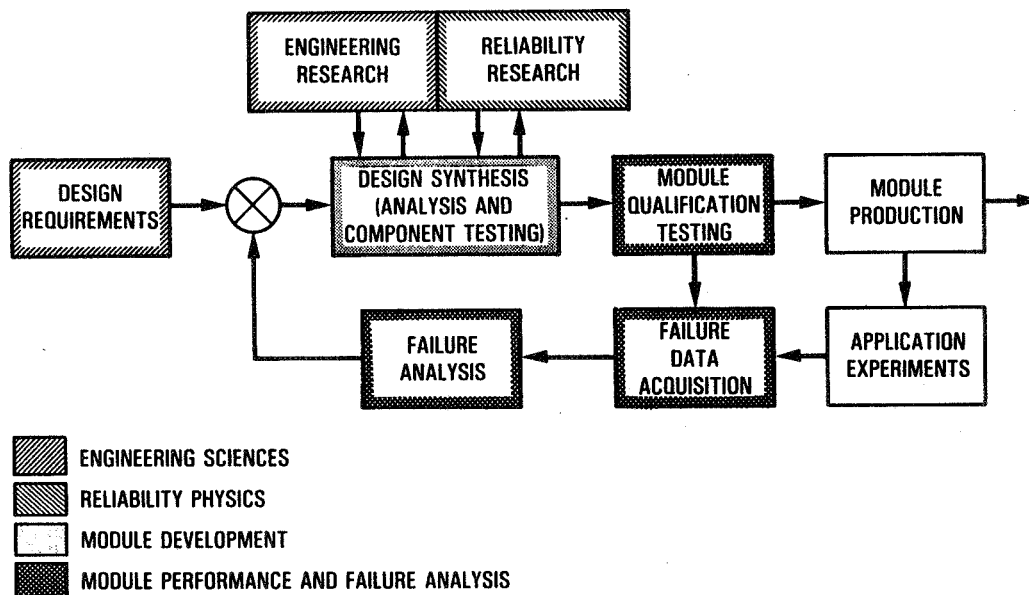 ENGINEERING
RESEARCH
RELIABILITY
RESEARCH
DESIGN
REQUIREMENTS
DESIGN SYNTHESIS
(ANALYSIS AND
COMPONENT TESTING)
MODULE
QUALIFICATION
TESTING
MODULE
PRODUCTION
FAILURE
ANALYSIS
FAILURE
DATA
ACQUISITION
APPLICATION
EXPERIMENTS
ENGINEERING SCIENCES
RELIABILITY PHYSICS
MODULE DEVELOPMENT
MODULE PERFORMANCE AND FAILURE ANALYSIS